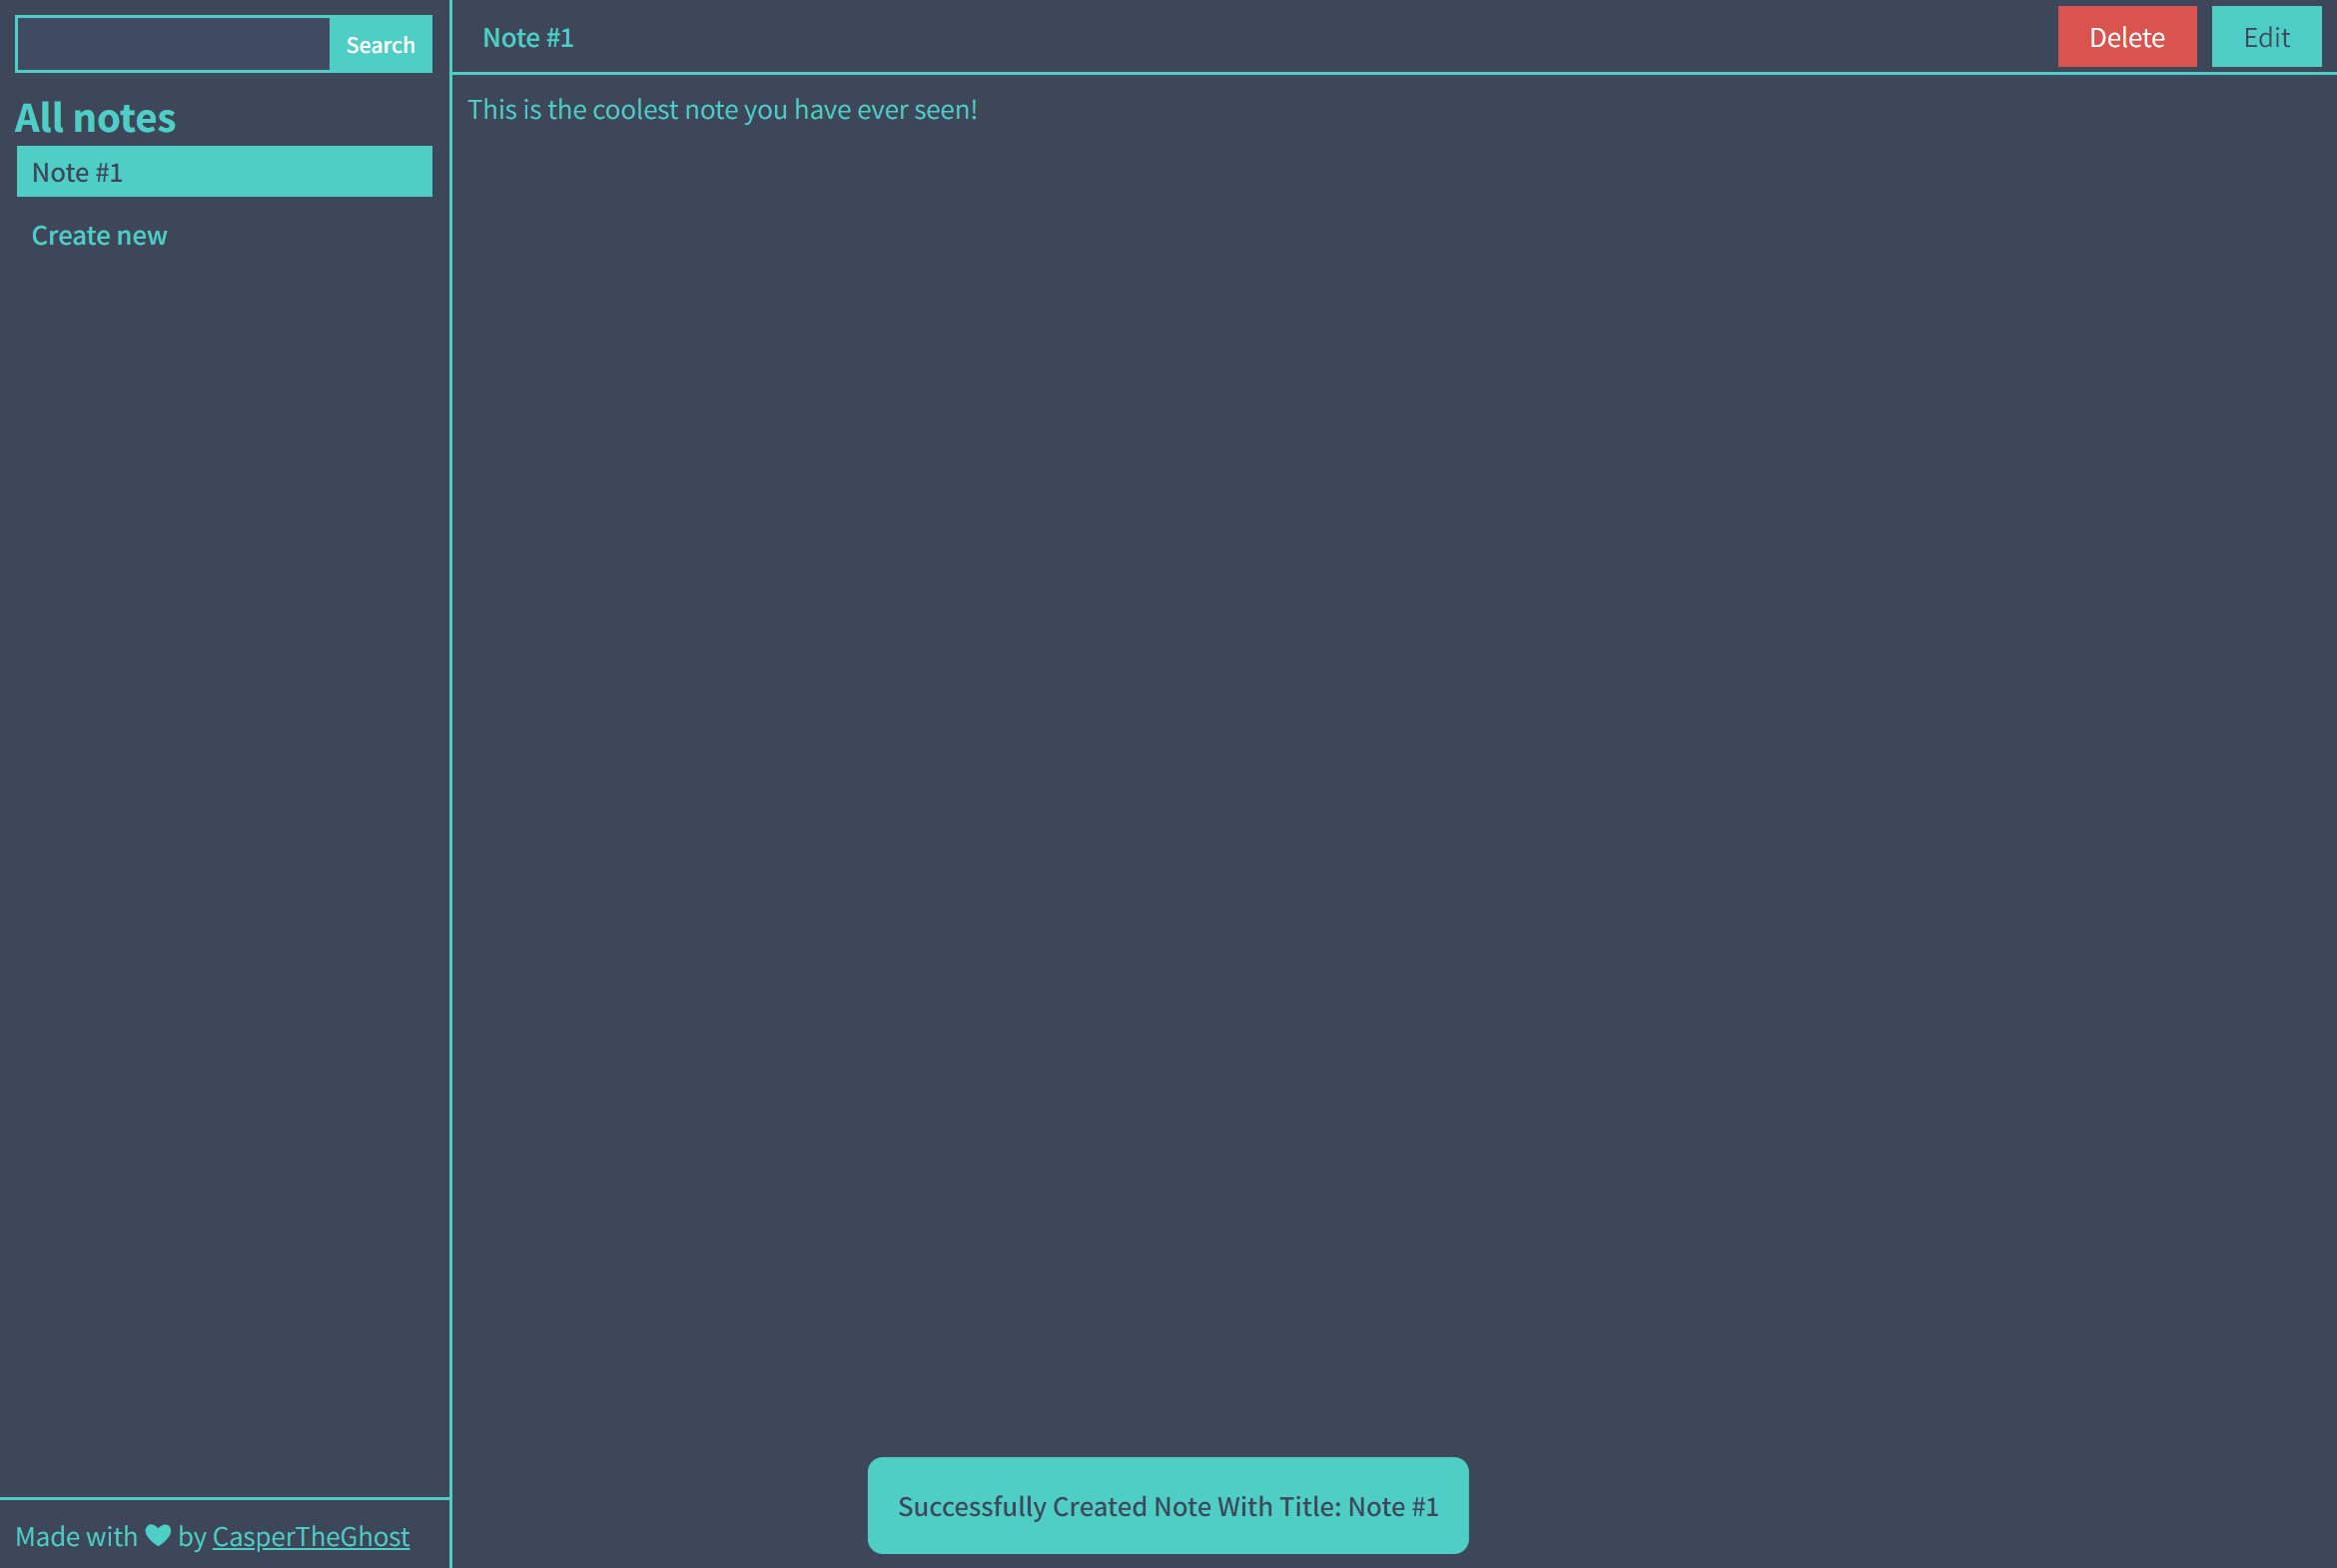 Search
All notes
Note #1
Create new
Made with by CasperTheGhost
Note #1
Delete
Edit
This is the coolest note you have ever seen!
Successfully Created Note With Title: Note #1